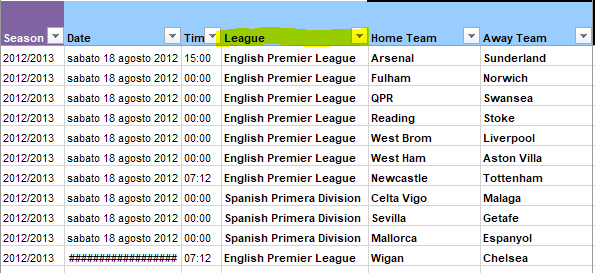 Season Date Tim League Home Team Away Team
2012/2013 sabato 18 agosto 2012 15:00 English Premier League Arsenal Sunderland
2012/2013 sabato 18 agosto 2012 00:00 English Premier League Fulham Norwich
2012/2013 sabato 18 agosto 2012 00:00 English Premier League QPR Swansea
2012/2013 sabato 18 agosto 2012 00:00 English Premier League Reading Stoke
2012/2013 sabato 18 agosto 2012 00:00 English Premier League West Brom Liverpool
2012/2013 sabato 18 agosto 2012 00:00 English Premier League West Ham Aston Villa
2012/2013 sabato 18 agosto 2012 07:12 English Premier League Newcastle Tottenham
2012/2013 sabato 18 agosto 2012 00:00 Spanish Primera Division Celta Vigo Malaga
2012/2013 sabato 18 agosto 2012 00:00 Spanish Primera Division Sevilla Getafe
2012/2013 sabato 18 agosto 2012 00:00 Spanish Primera Division Mallorca Espanyol
2012/2013 ################## 07:12 English Premier League Wigan Chelsea